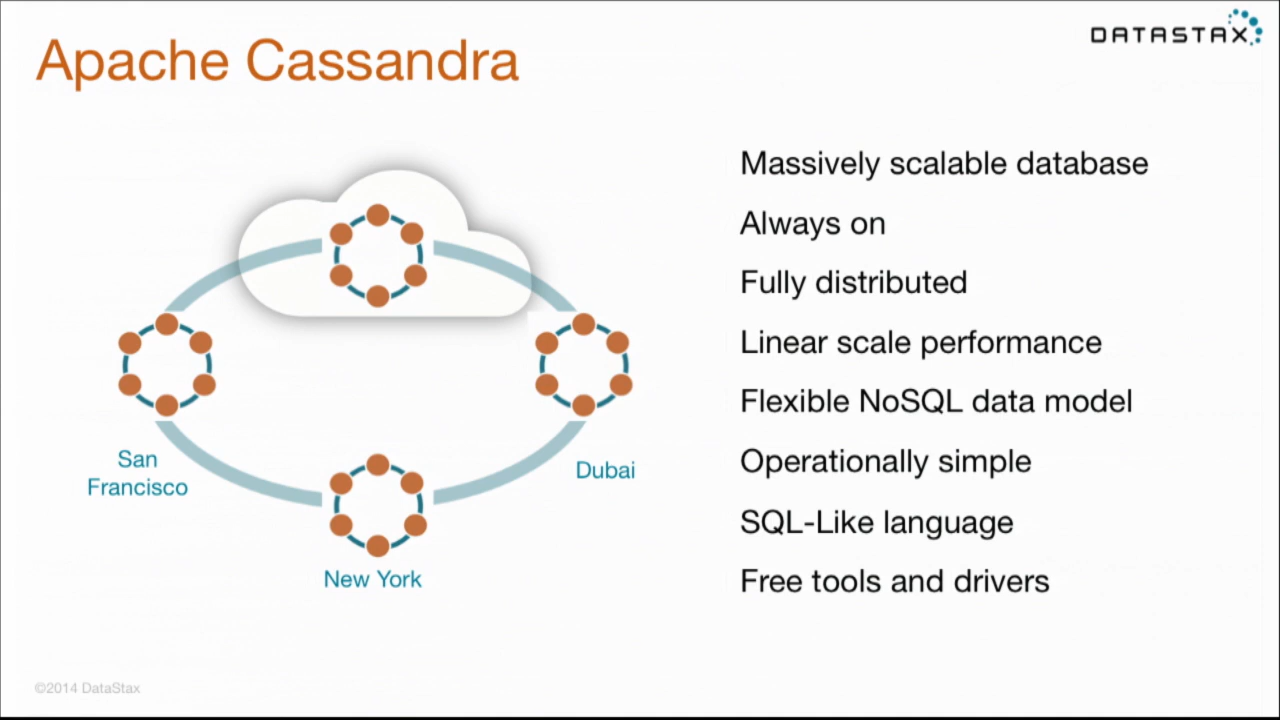 Apache Cassandra
DATASTAX
Massively scalable database
Always on
Fully distributed
Linear scale performance
Flexible NoSQL data model
Operationally simple
SQL-Like language
Free tools and drivers
San
Francisco
Dubai
New York
©2014 DataStax